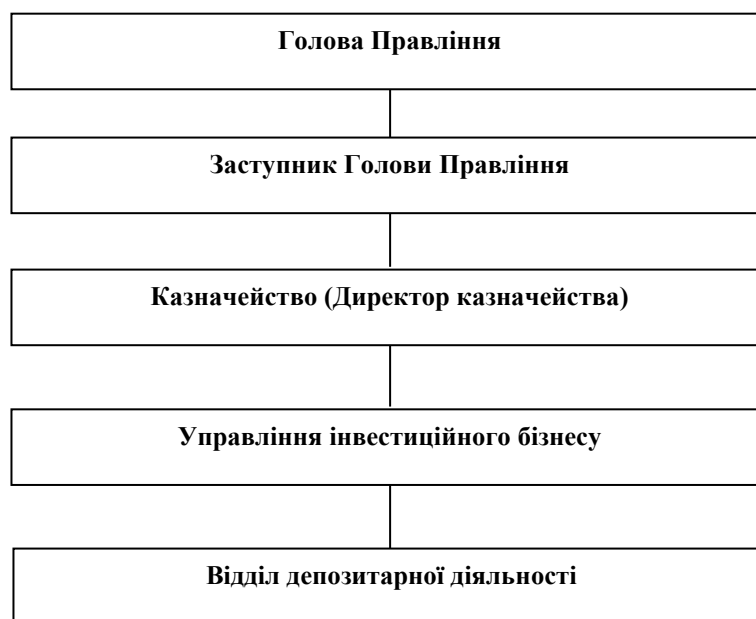 Голова Правління
Заступник Голови Правління
Казначейство (Директор казначейства)
Управління інвестиційного бізнесу
Відділ депозитарної діяльності